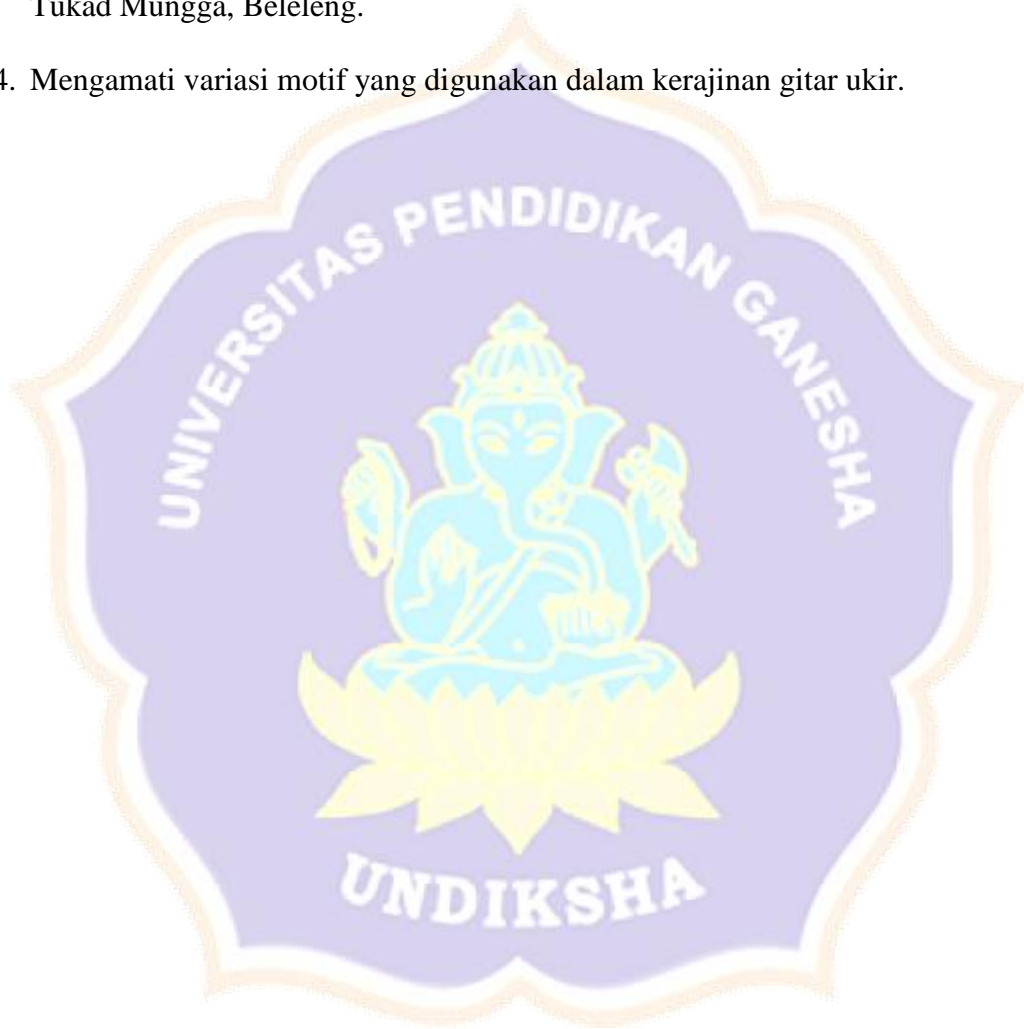 Tukad Mungga, Beleleng.
4. Mengamati variasi motif yang digunakan dalam kerajinan gitar ukir.
UNIVERSITAS PENDIDIKAN GANESHA
UNDIKSHA